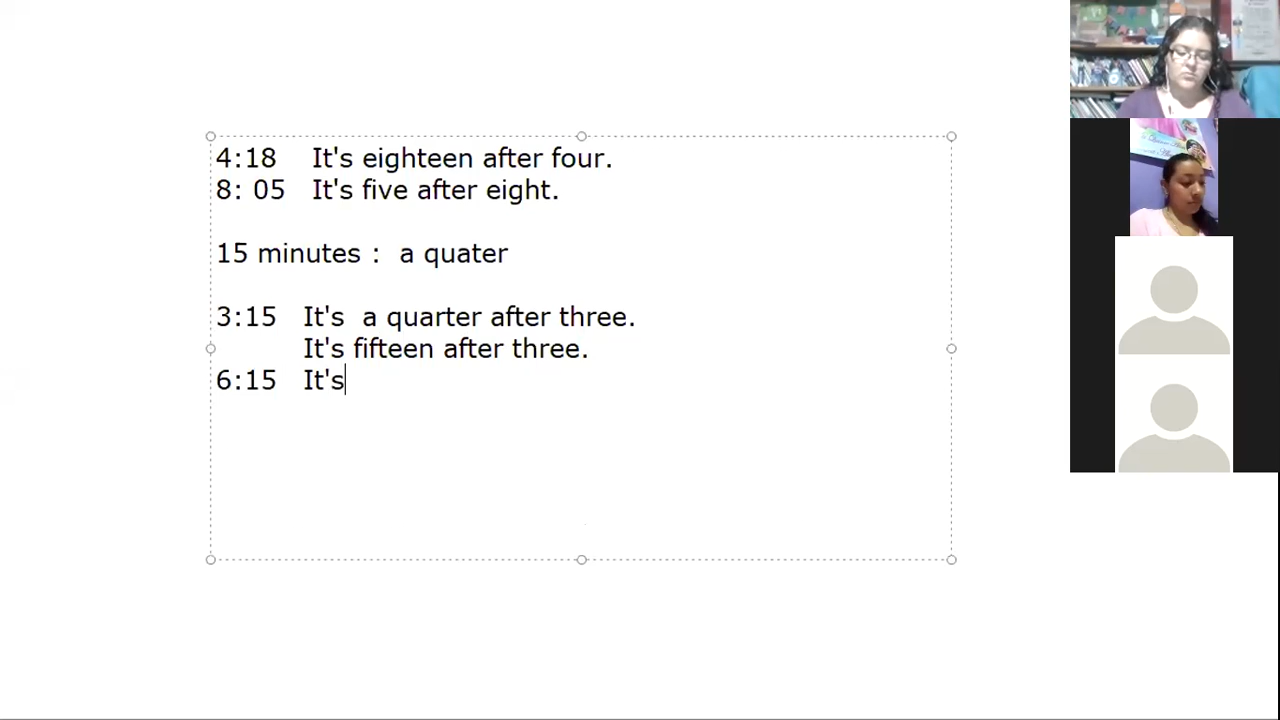 4:18 It's eighteen after four.
8: 05 It's five after eight.
15 minutes : a quater
3:15 It's a quarter after three.
It's fifteen after three.
6:15 It's